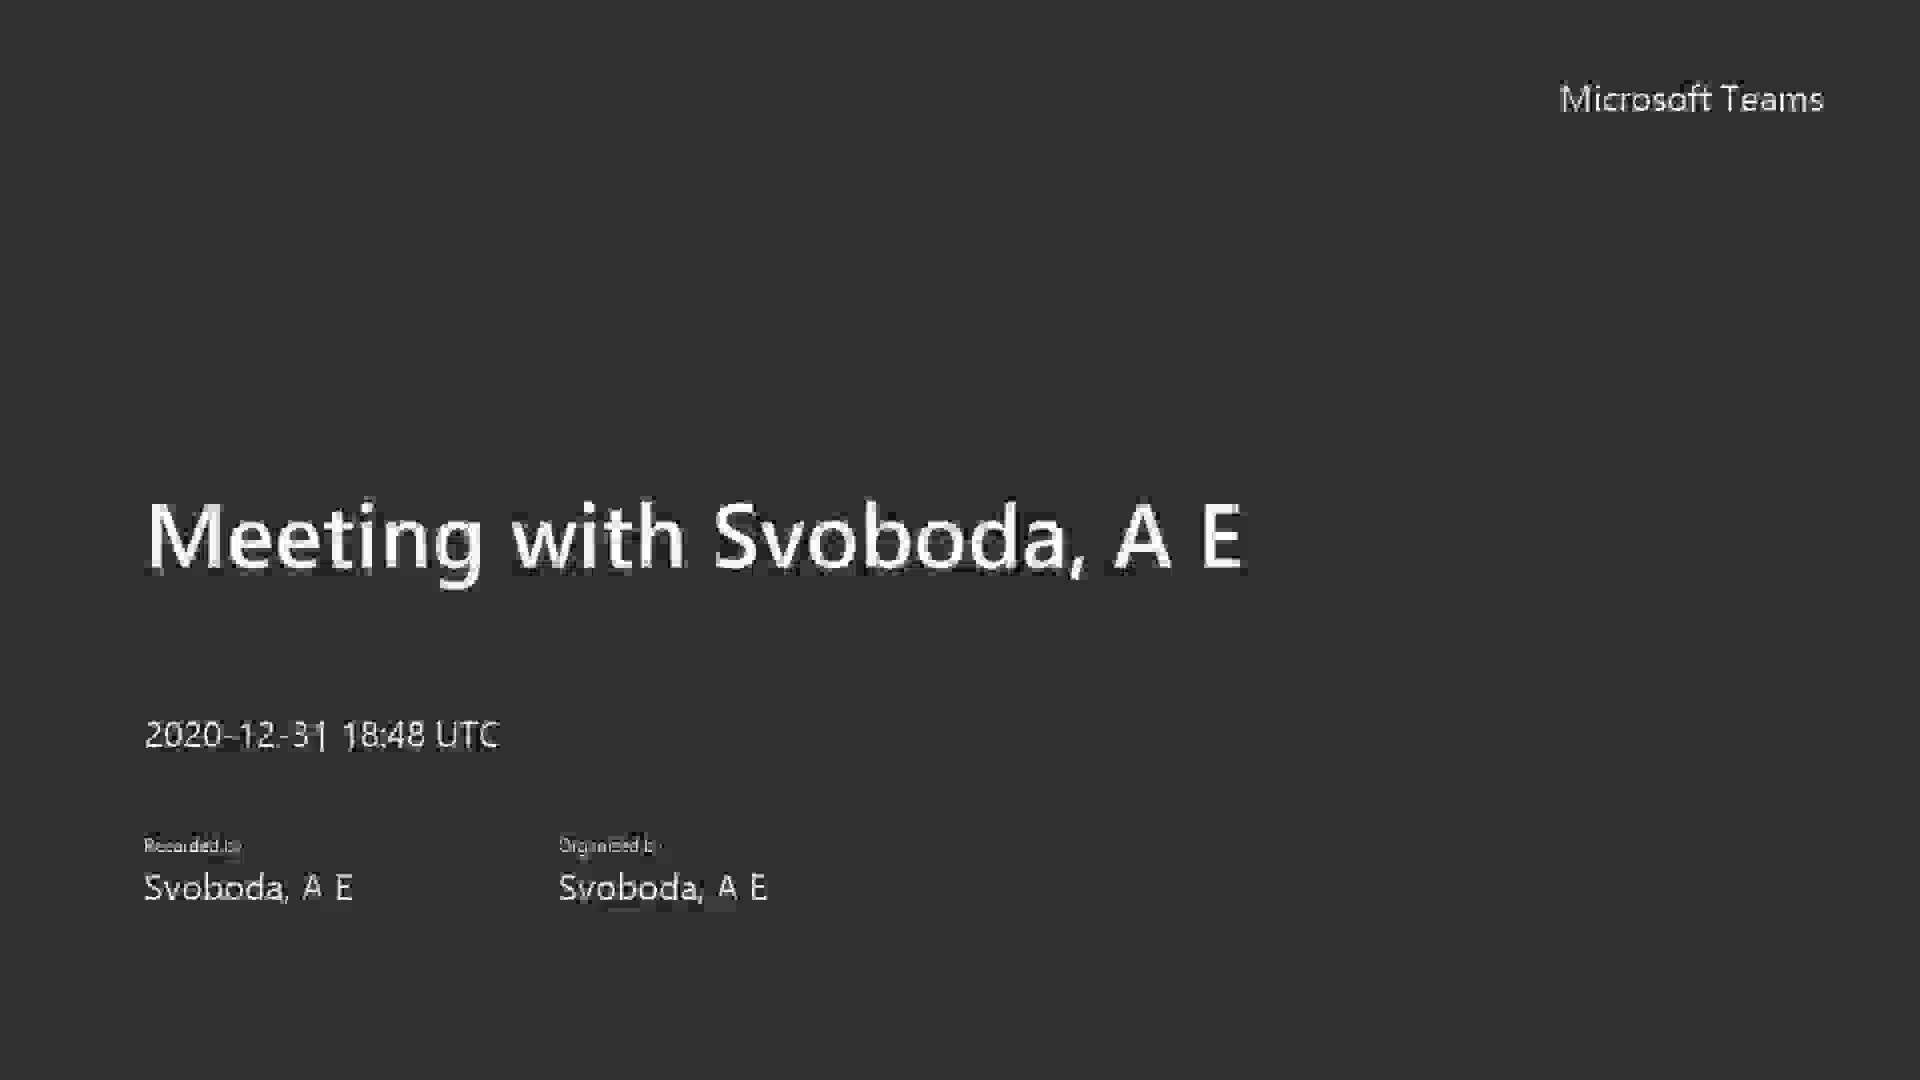 Microsoft Teams
Meeting with Svoboda, A E
2020-12-31 18:48 UTC
Recorded by
Organized by
Svoboda, A E
Svoboda, A E